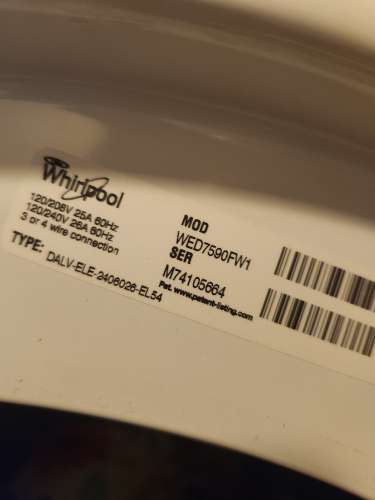 Whirlpool
120/208V 25A 60Hz
120/240V 26A 60Hz
3 or 4 wire connection
TYPE: DALV-ELE-2406026-EL54
MOD
WED7590FW1
SER
M74105664
Pat. www.patent-listing.com